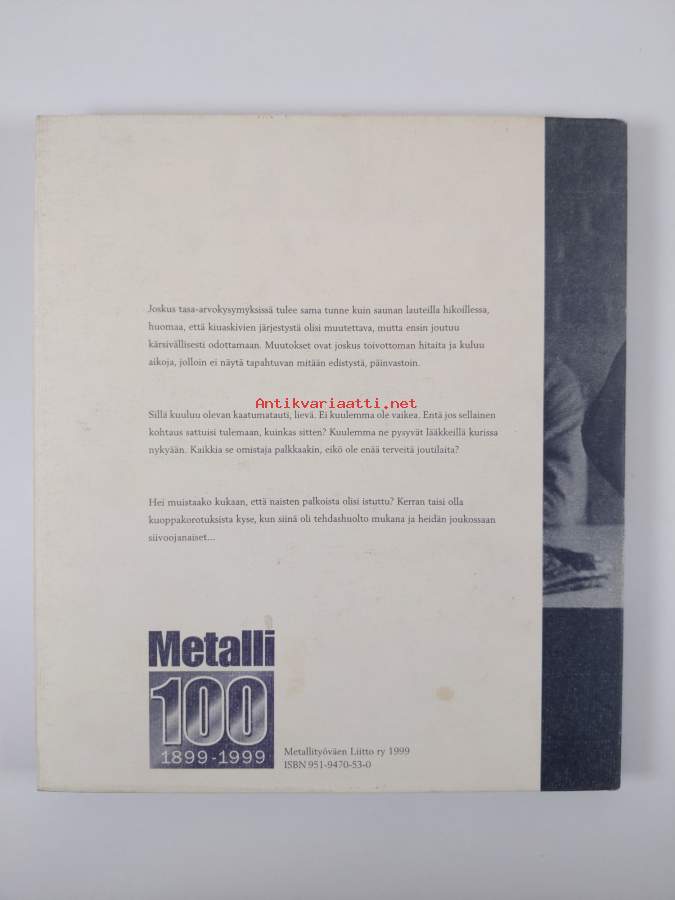 Joskus tasa-arvokysymyksissä tulee sama tunne kuin saunan lauteilla hikoillessa,
huomaa, että kiuaskivien järjestystä olisi muutettava, mutta ensin joutuu
kärsivällisesti odottamaan. Muutokset ovat joskus toivottoman hitaita ja kuluu
aikoja, jolloin ei näytä tapahtuvan mitään edistystä, päinvastoin.
Antikvariaatti.net
Sillä kuuluu olevan kaatumatauti, lievä. Ei kuulemma ole vaikea. Entä jos sellainen
kohtaus sattuisi tulemaan, kuinkas sitten? Kuulemma ne pysyvät lääkkeillä kurissa
nykyään. Kaikkia se omistaja palkkaakin, eikö ole enää terveitä joutilaita?
Hei muistaako kukaan, että naisten palkoista olisi istuttu? Kerran taisi olla
kuoppakorotuksista kyse, kun siinä oli tehdashuolto mukana ja heidän joukossaan
siivoojanaiset...
Metalli
100
1899-1999
Metallityöväen Liitto ry 1999
ISBN 951-9470-53-0